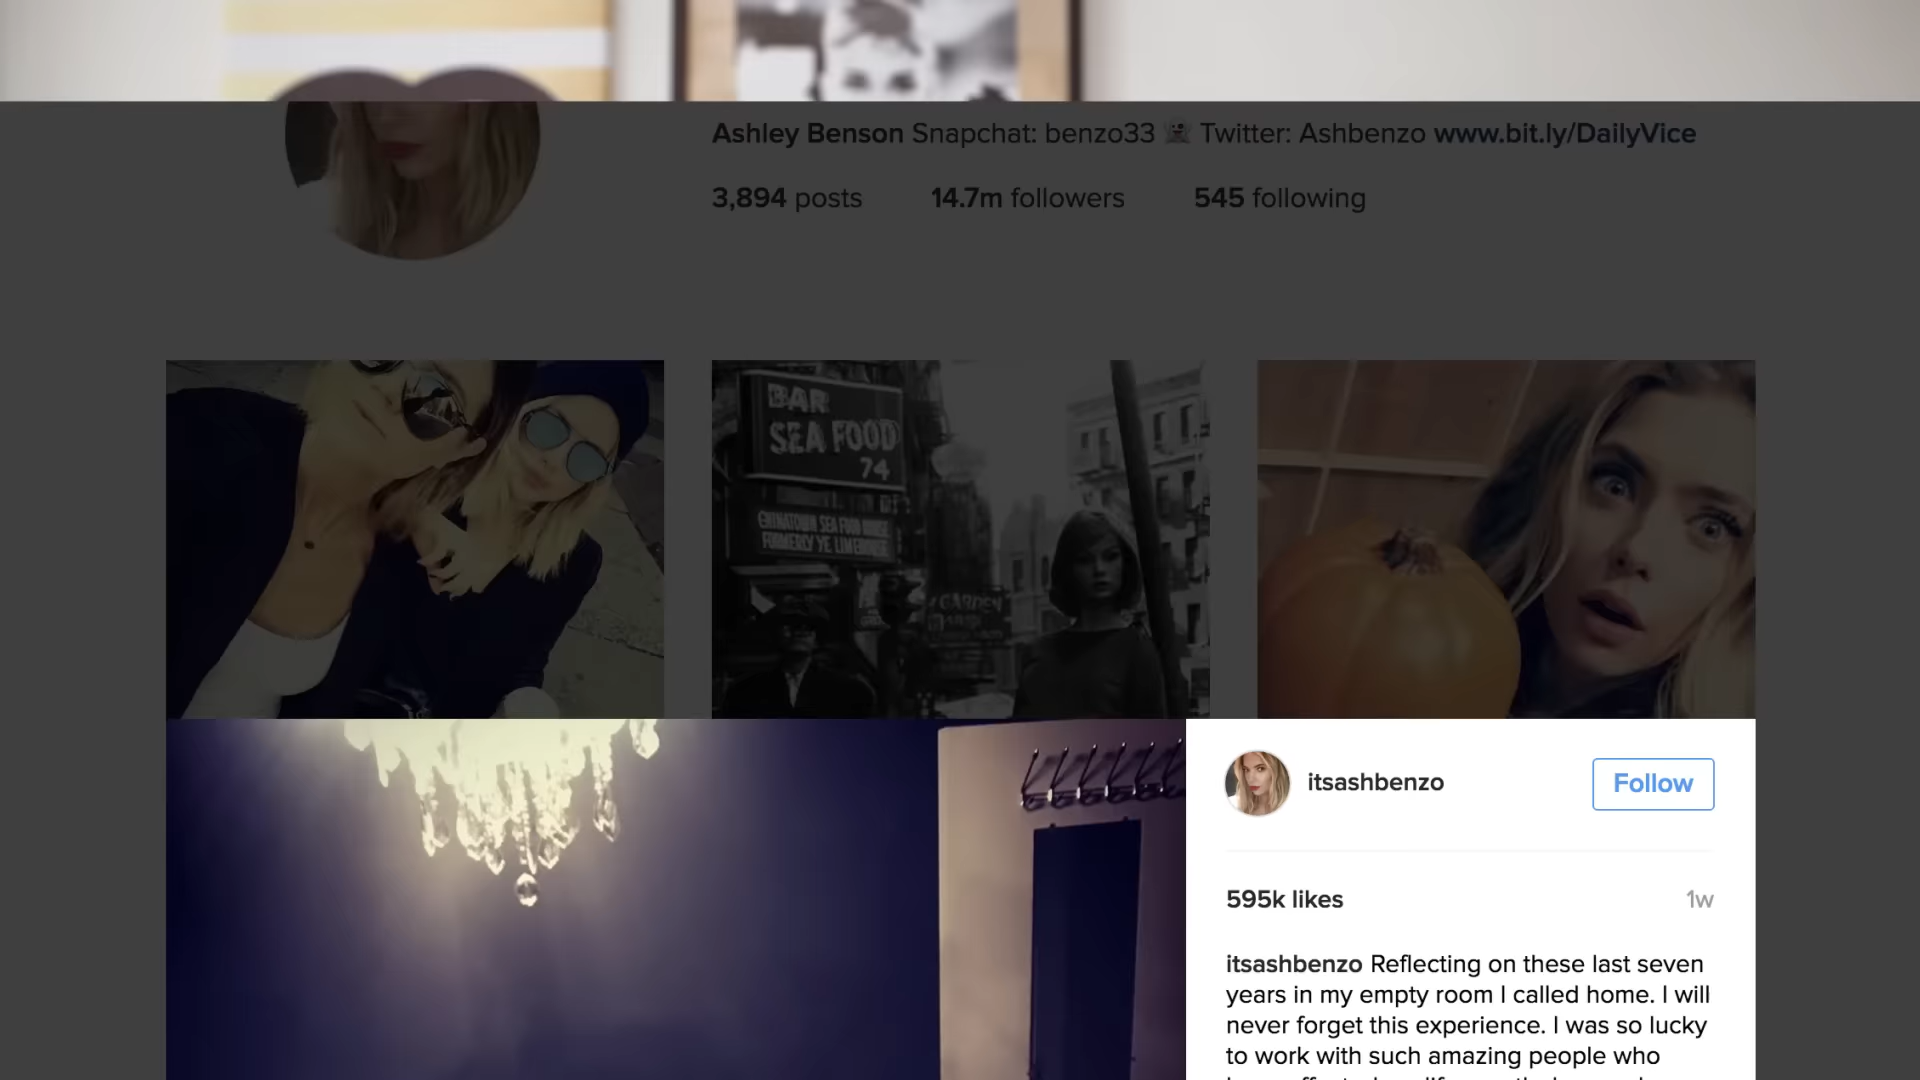 Ashley Benson Snapchat: benzo33 👻 Twitter: Ashbenzo www.bit.ly/DailyVice
3,894 posts 14.7m followers 545 following
BAR
SEA FOOD
74
CHINATOWN SEA FOOD HOUSE
FORMERLY YE LIMEHOUSE
GARDEN
itsashbenzo
Follow
595k likes 1w
itsashbenzo Reflecting on these last seven
years in my empty room I called home. I will
never forget this experience. I was so lucky
to work with such amazing people who